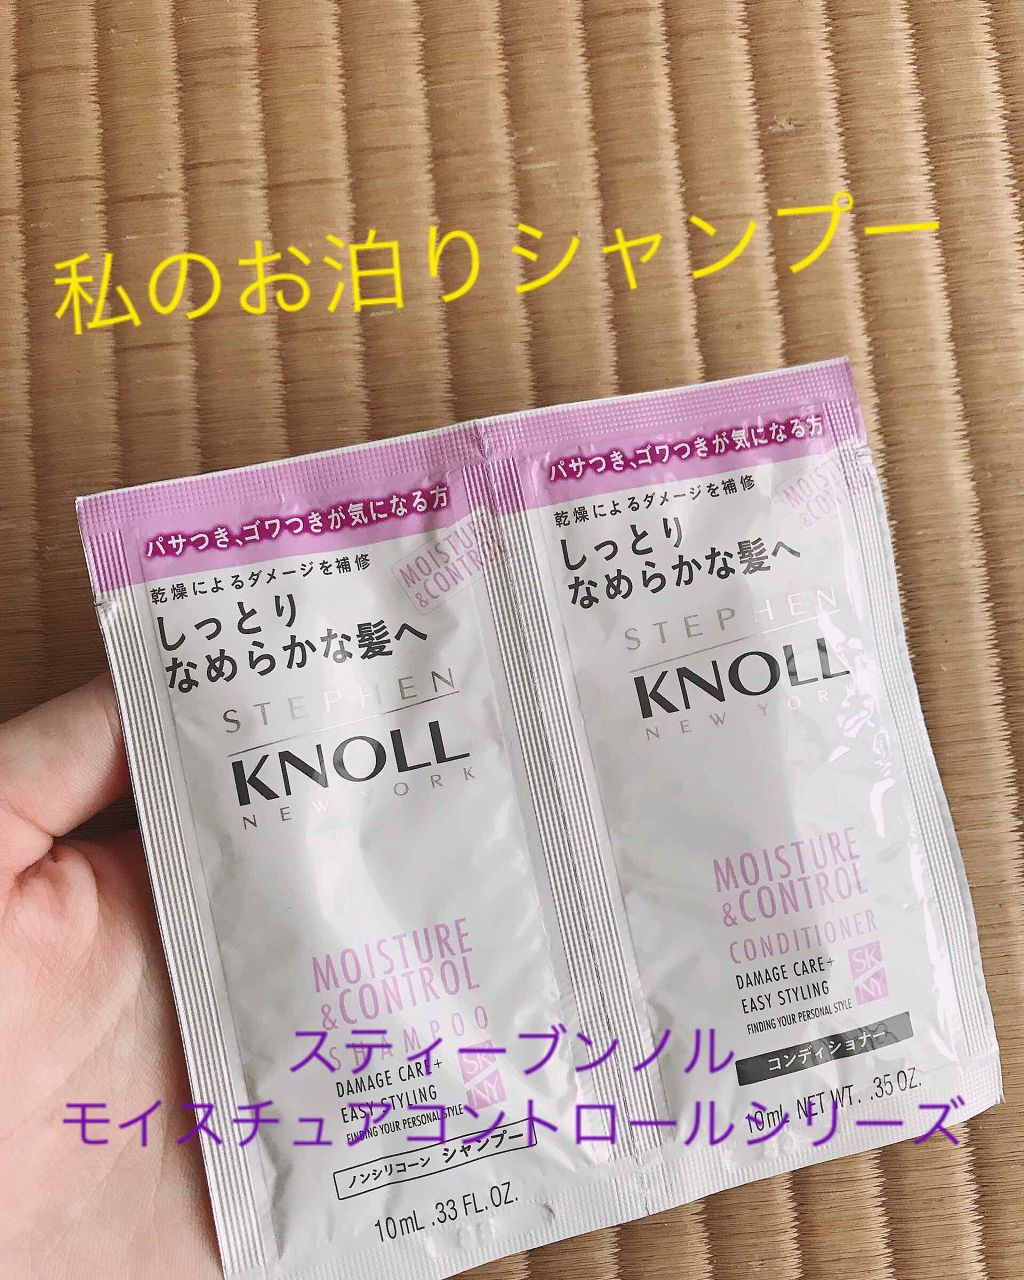 私のお泊りシャンプー
パサつき、ゴワつきが気になる方
乾燥によるダメージを補修
しっとり
なめらかな髪へ
MOISTURE
&CONTROL
STEPHEN
KNOLL
NEW YORK
MOISTURE
&CONTROL
SHAMPOO
DAMAGE CARE+
EASY STYLING
FINDING YOUR PERSONAL STYLE
SK
NY
ノンシリコーン シャンプー
10mL .33 FL.OZ.
パサつき、ゴワつきが気になる方
乾燥によるダメージを補修
しっとり
なめらかな髪へ
MOISTURE
&CONTROL
STEPHEN
KNOLL
NEW YORK
MOISTURE
&CONTROL
CONDITIONER
DAMAGE CARE+
EASY STYLING
FINDING YOUR PERSONAL STYLE
SK
NY
コンディショナー
10mL NET WT. .35 OZ.
スティーブンノル
モイスチュアコントロールシリーズ